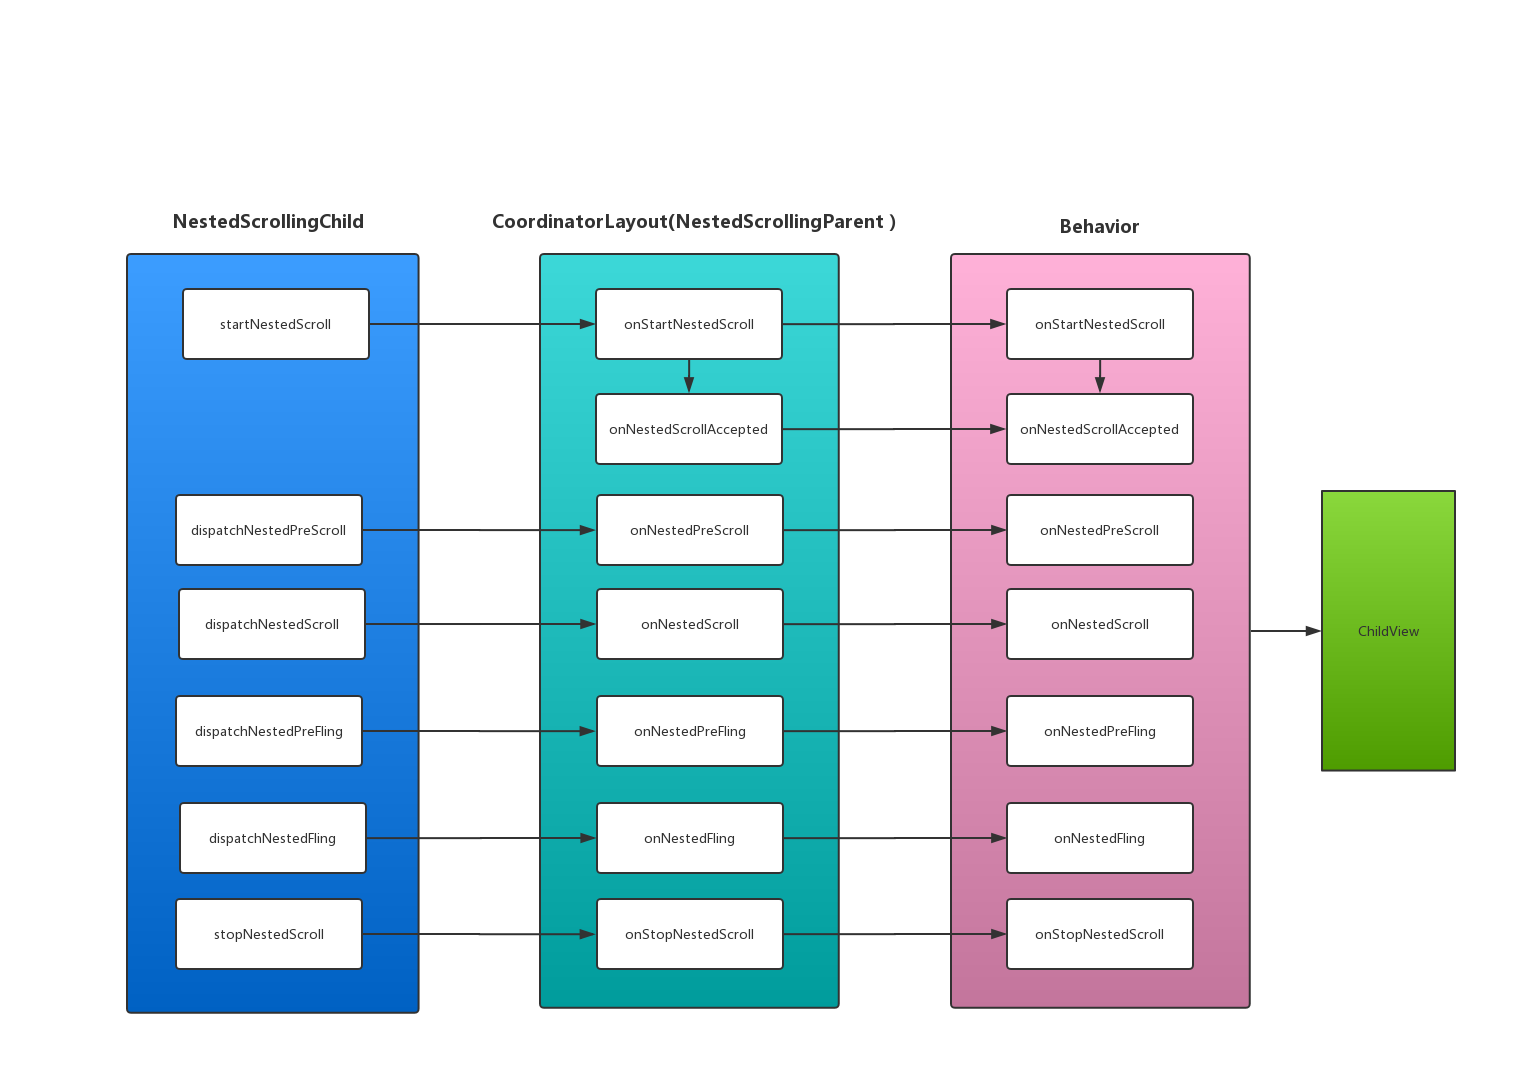 NestedScrollingChild
CoordinatorLayout(NestedScrollingParent )
Behavior
startNestedScroll
onStartNestedScroll
onStartNestedScroll
onNestedScrollAccepted
onNestedScrollAccepted
dispatchNestedPreScroll
onNestedPreScroll
onNestedPreScroll
dispatchNestedScroll
onNestedScroll
onNestedScroll
ChildView
dispatchNestedPreFling
onNestedPreFling
onNestedPreFling
dispatchNestedFling
onNestedFling
onNestedFling
stopNestedScroll
onStopNestedScroll
onStopNestedScroll